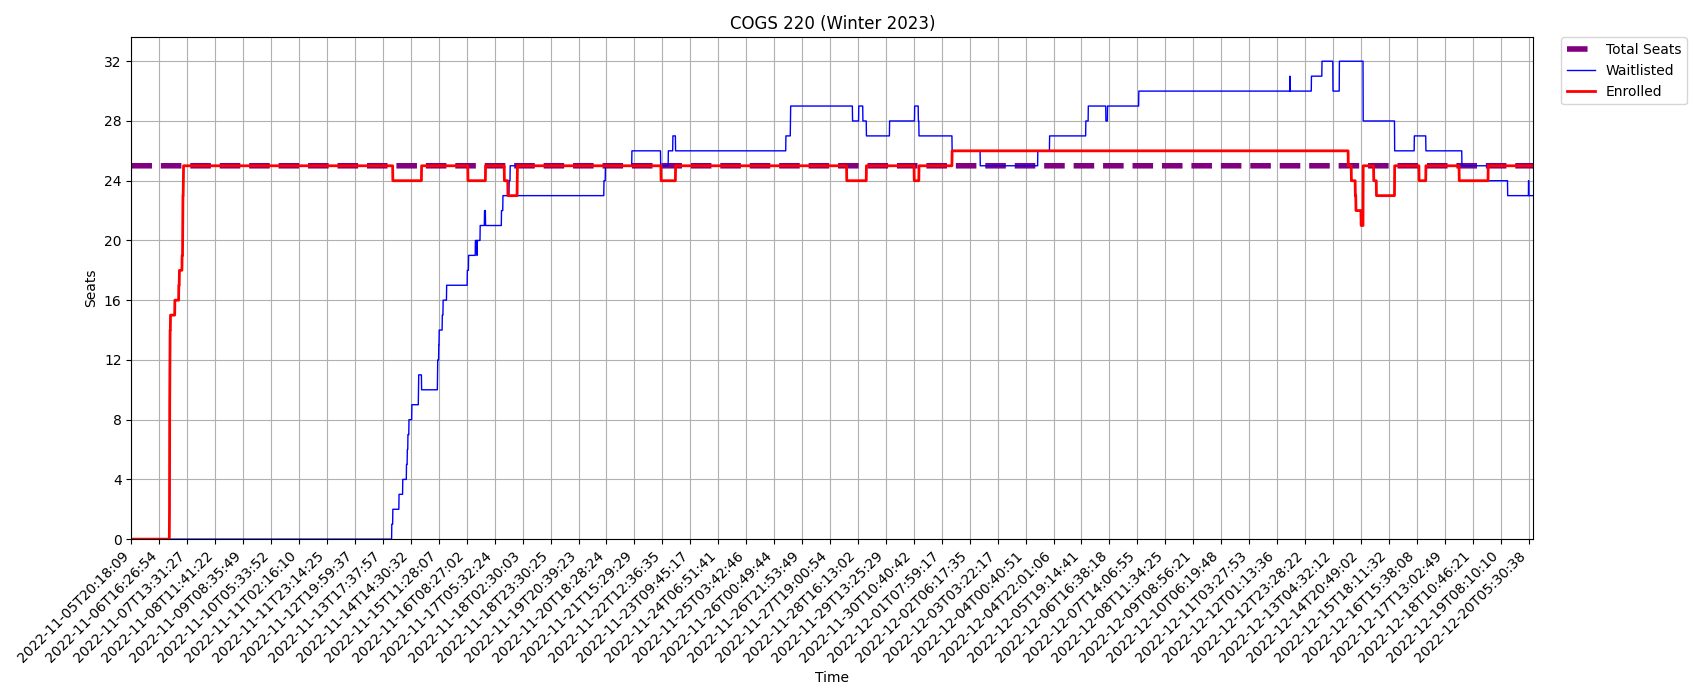 COGS 220 (Winter 2023)
Total Seats
Waitlisted
Enrolled
Seats
32
28
24
20
16
12
8
4
0
2022-11-05T20:18:09
2022-11-06T16:26:54
2022-11-07T13:31:27
2022-11-08T11:41:22
2022-11-09T08:35:49
2022-11-10T05:33:52
2022-11-11T02:16:10
2022-11-11T23:14:25
2022-11-12T19:59:37
2022-11-13T17:37:57
2022-11-14T14:30:32
2022-11-15T11:28:07
2022-11-16T08:27:02
2022-11-17T05:32:24
2022-11-18T02:30:03
2022-11-18T23:30:25
2022-11-19T20:39:23
2022-11-20T18:28:24
2022-11-21T15:29:29
2022-11-22T12:36:35
2022-11-23T09:45:17
2022-11-24T06:51:41
2022-11-25T03:42:46
2022-11-26T00:49:44
2022-11-26T21:53:49
2022-11-27T19:00:54
2022-11-28T16:13:02
2022-11-29T13:25:29
2022-11-30T10:40:42
2022-12-01T07:59:17
2022-12-02T06:17:35
2022-12-03T03:22:17
2022-12-04T00:40:51
2022-12-04T22:01:06
2022-12-05T19:14:41
2022-12-06T16:38:18
2022-12-07T14:06:55
2022-12-08T11:34:25
2022-12-09T08:56:21
2022-12-10T06:19:48
2022-12-11T03:27:53
2022-12-12T01:13:36
2022-12-12T23:28:22
2022-12-13T04:32:12
2022-12-14T20:49:02
2022-12-15T18:11:32
2022-12-16T15:38:08
2022-12-17T13:02:49
2022-12-18T10:46:21
2022-12-19T08:10:10
2022-12-20T05:30:38
Time